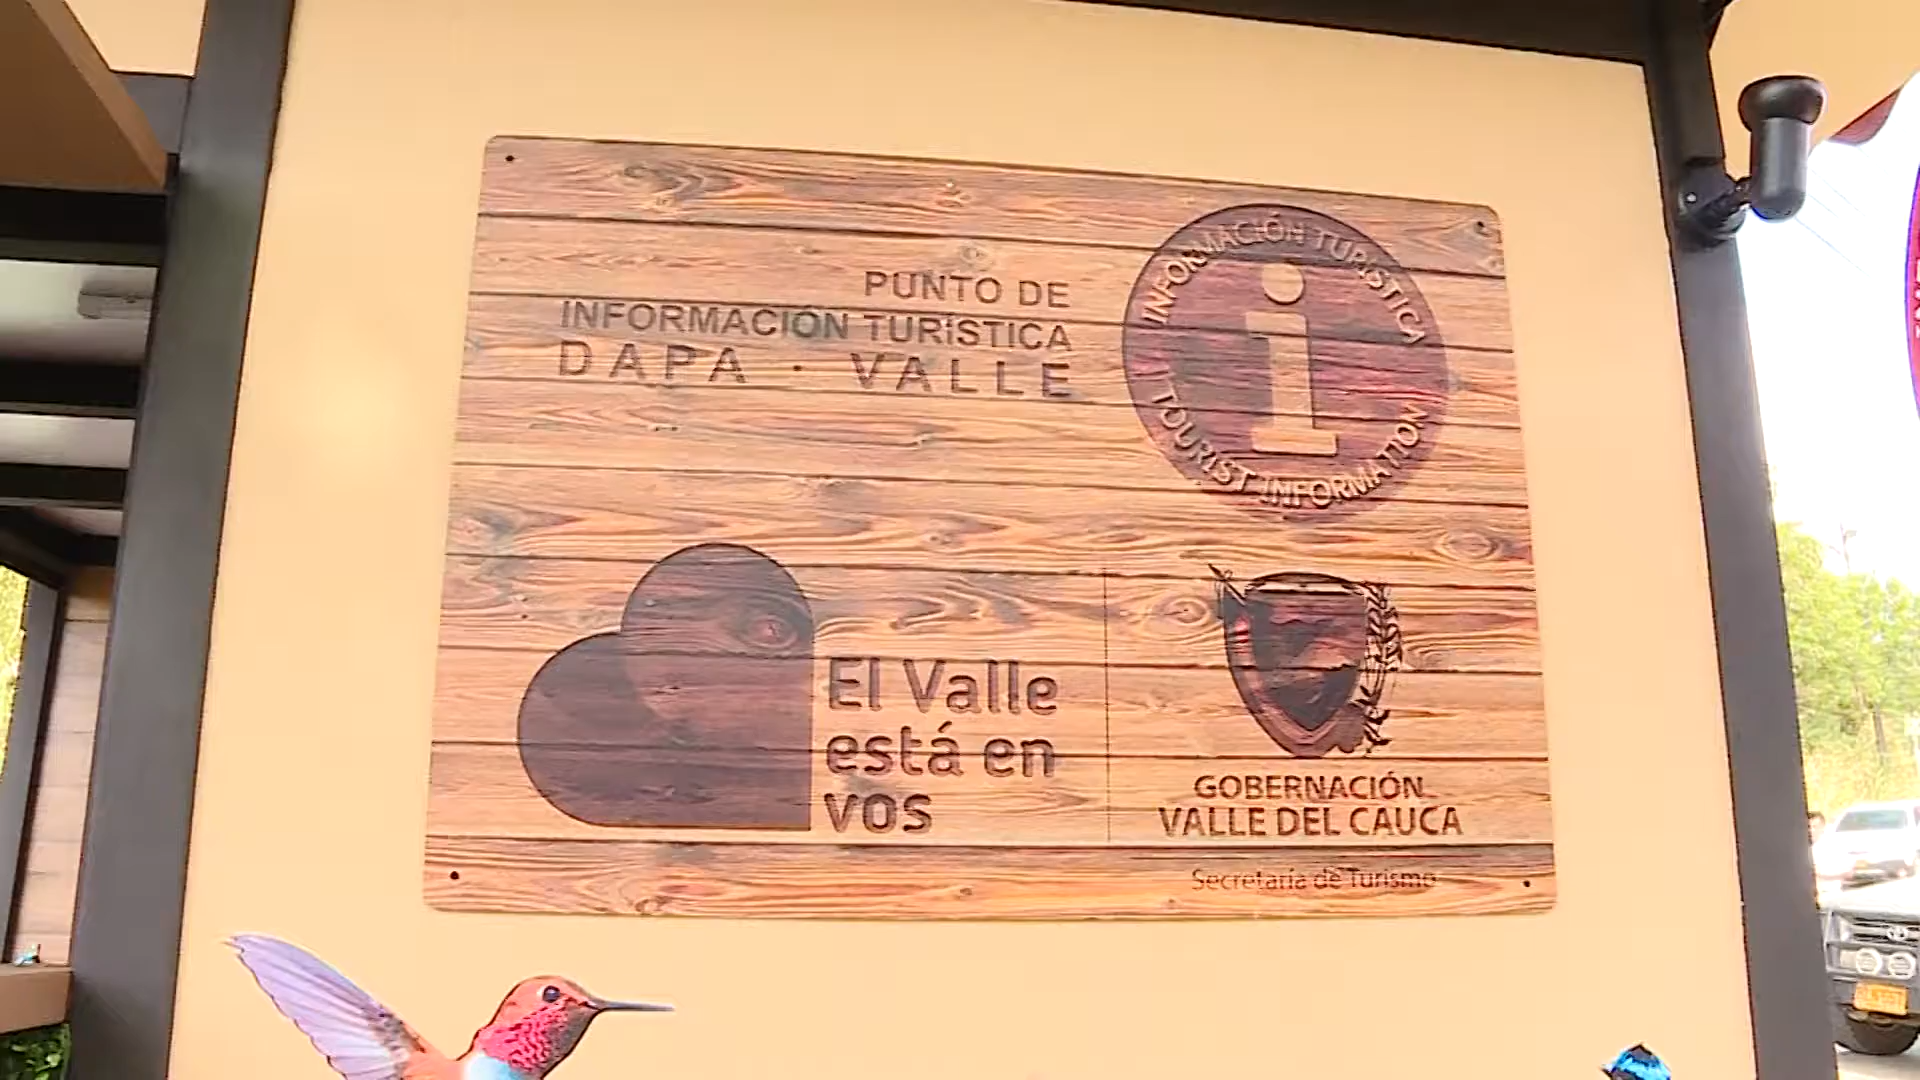 PUNTO DE
INFORMACIÓN TURÍSTICA
DAPA · VALLE
INFORMACIÓN TURÍSTICA
i
TOURIST INFORMATION
El Valle
está en
vos
GOBERNACIÓN
VALLE DEL CAUCA
Secretaría de Turismo